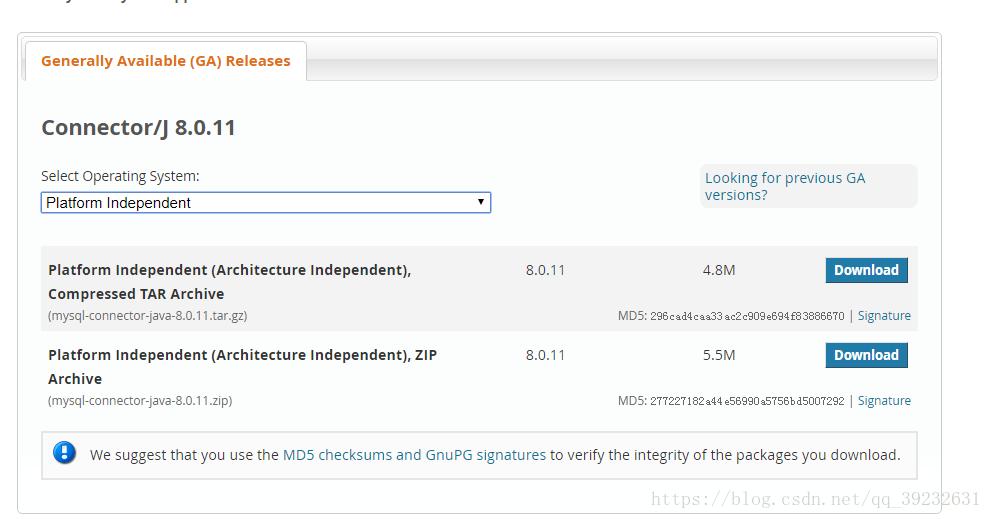 Generally Available (GA) Releases
Connector/J 8.0.11
Select Operating System:
Platform Independent
Looking for previous GA
versions?
Platform Independent (Architecture Independent),
Compressed TAR Archive
8.0.11
4.8M
Download
(mysql-connector-java-8.0.11.tar.gz)
MD5: 296cad4caa33ac2c909e694f83886670 | Signature
Platform Independent (Architecture Independent), ZIP
Archive
8.0.11
5.5M
Download
(mysql-connector-java-8.0.11.zip)
MD5: 277227182a44e56990a5756bd5007292 | Signature
We suggest that you use the MD5 checksums and GnuPG signatures to verify the integrity of the packages you download.
https://blog.csdn.net/qq_39232631